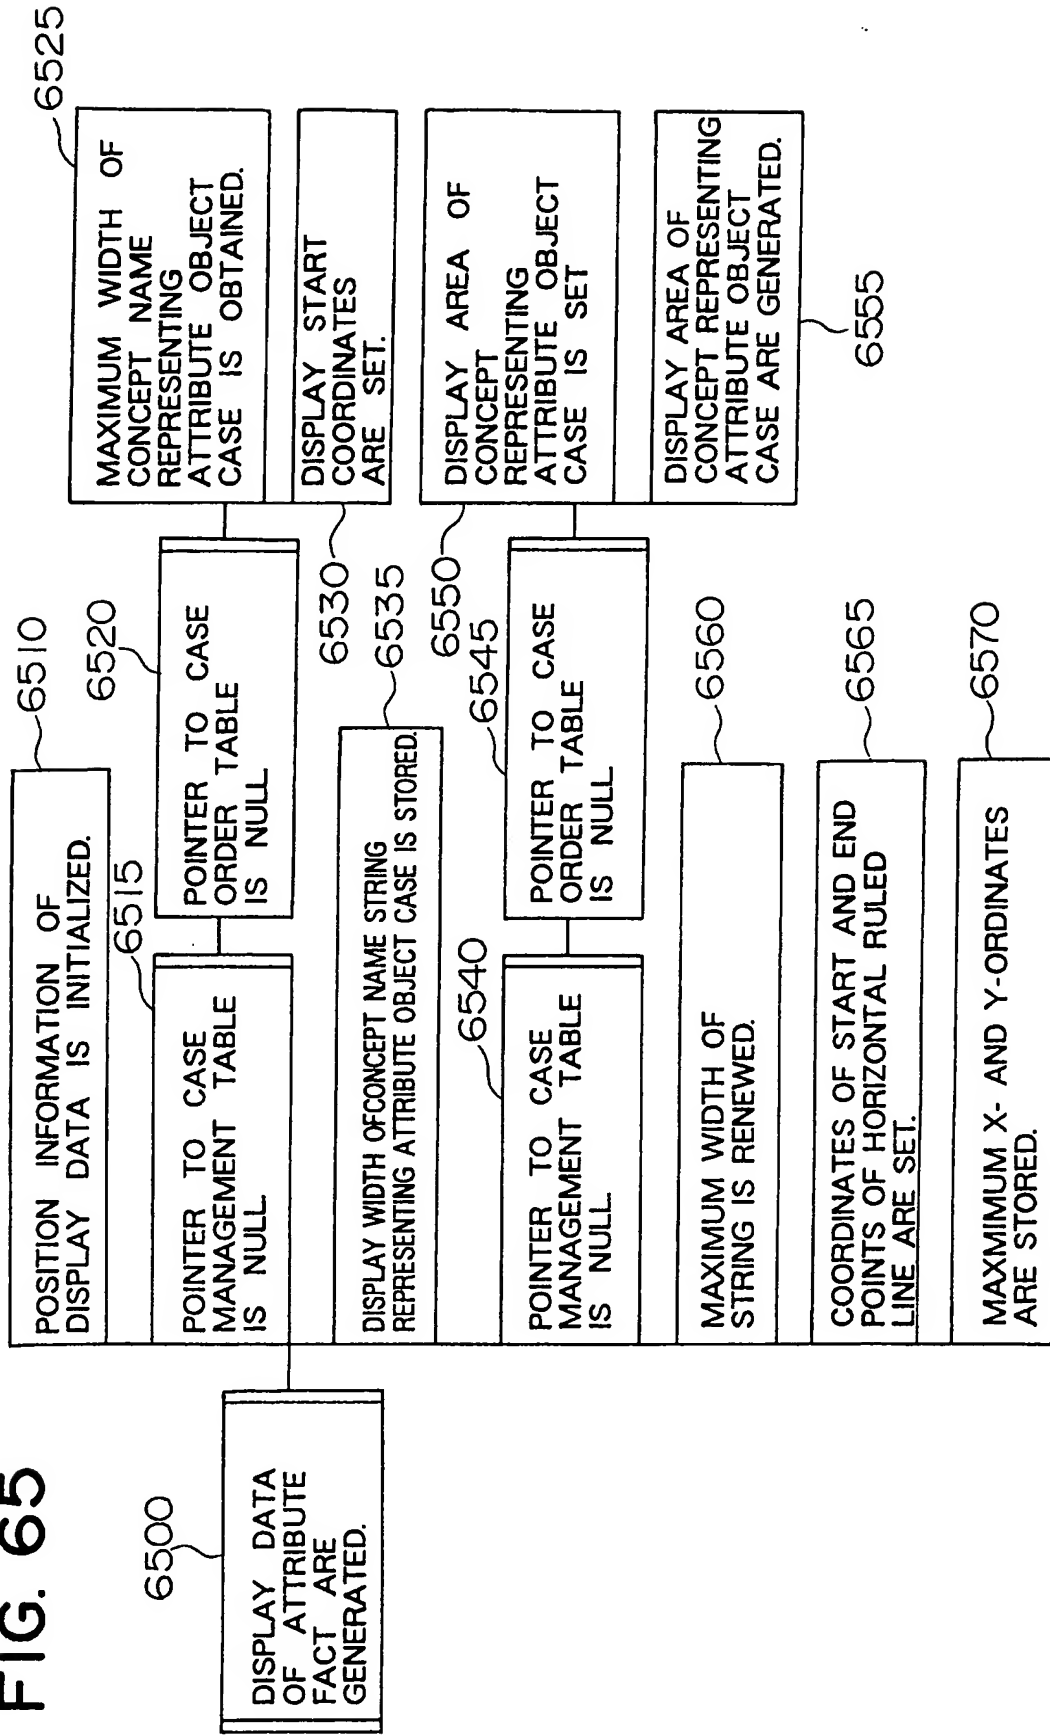 FIG. 65
6500
DISPLAY DATA
OF ATTRIBUTE
FACT ARE
GENERATED.
6510
POSITION INFORMATION OF
DISPLAY DATA IS INITIALIZED.
6515
POINTER TO CASE
MANAGEMENT TABLE
IS NULL.
6520
POINTER TO CASE
ORDER TABLE
IS NULL
6525
MAXIMUM WIDTH OF
CONCEPT NAME
REPRESENTING
ATTRIBUTE OBJECT
CASE IS OBTAINED.
6530
DISPLAY START
COORDINATES
ARE SET.
6535
DISPLAY WIDTH OFCONCEPT NAME STRING
REPRESENTING ATTRIBUTE OBJECT CASE IS STORED.
6540
POINTER TO CASE
MANAGEMENT TABLE
IS NULL.
6545
POINTER TO CASE
ORDER TABLE
IS NULL
6550
DISPLAY AREA OF
CONCEPT
REPRESENTING
ATTRIBUTE OBJECT
CASE IS SET
6555
DISPLAY AREA OF
CONCEPT REPRESENTING
ATTRIBUTE OBJECT
CASE ARE GENERATED.
6560
MAXIMUM WIDTH OF
STRING IS RENEWED.
6565
COORDINATES OF START AND END
POINTS OF HORIZONTAL RULED
LINE ARE SET.
6570
MAXMIMUM X- AND Y-ORDINATES
ARE STORED.